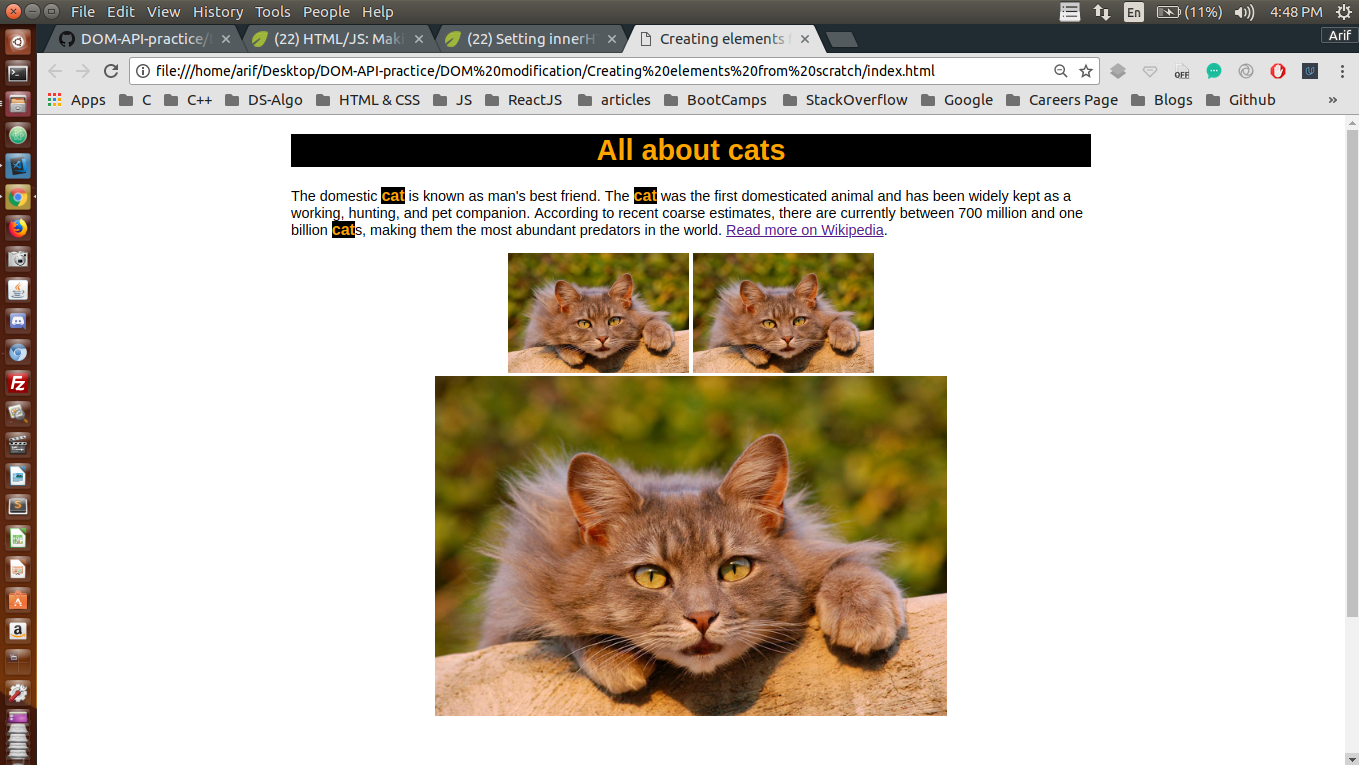 File Edit View History Tools People Help
En (11%) 4:48 PM
DOM-API-practice/ (22) HTML/JS: Maki (22) Setting innerH Creating elements Arif
file:///home/arif/Desktop/DOM-API-practice/DOM%20modification/Creating%20elements%20from%20scratch/index.html
OFF
Apps C C++ DS-Algo HTML & CSS JS ReactJS articles BootCamps StackOverflow Google Careers Page Blogs Github »
All about cats
The domestic cat is known as man's best friend. The cat was the first domesticated animal and has been widely kept as a
working, hunting, and pet companion. According to recent coarse estimates, there are currently between 700 million and one
billion cats, making them the most abundant predators in the world. Read more on Wikipedia.